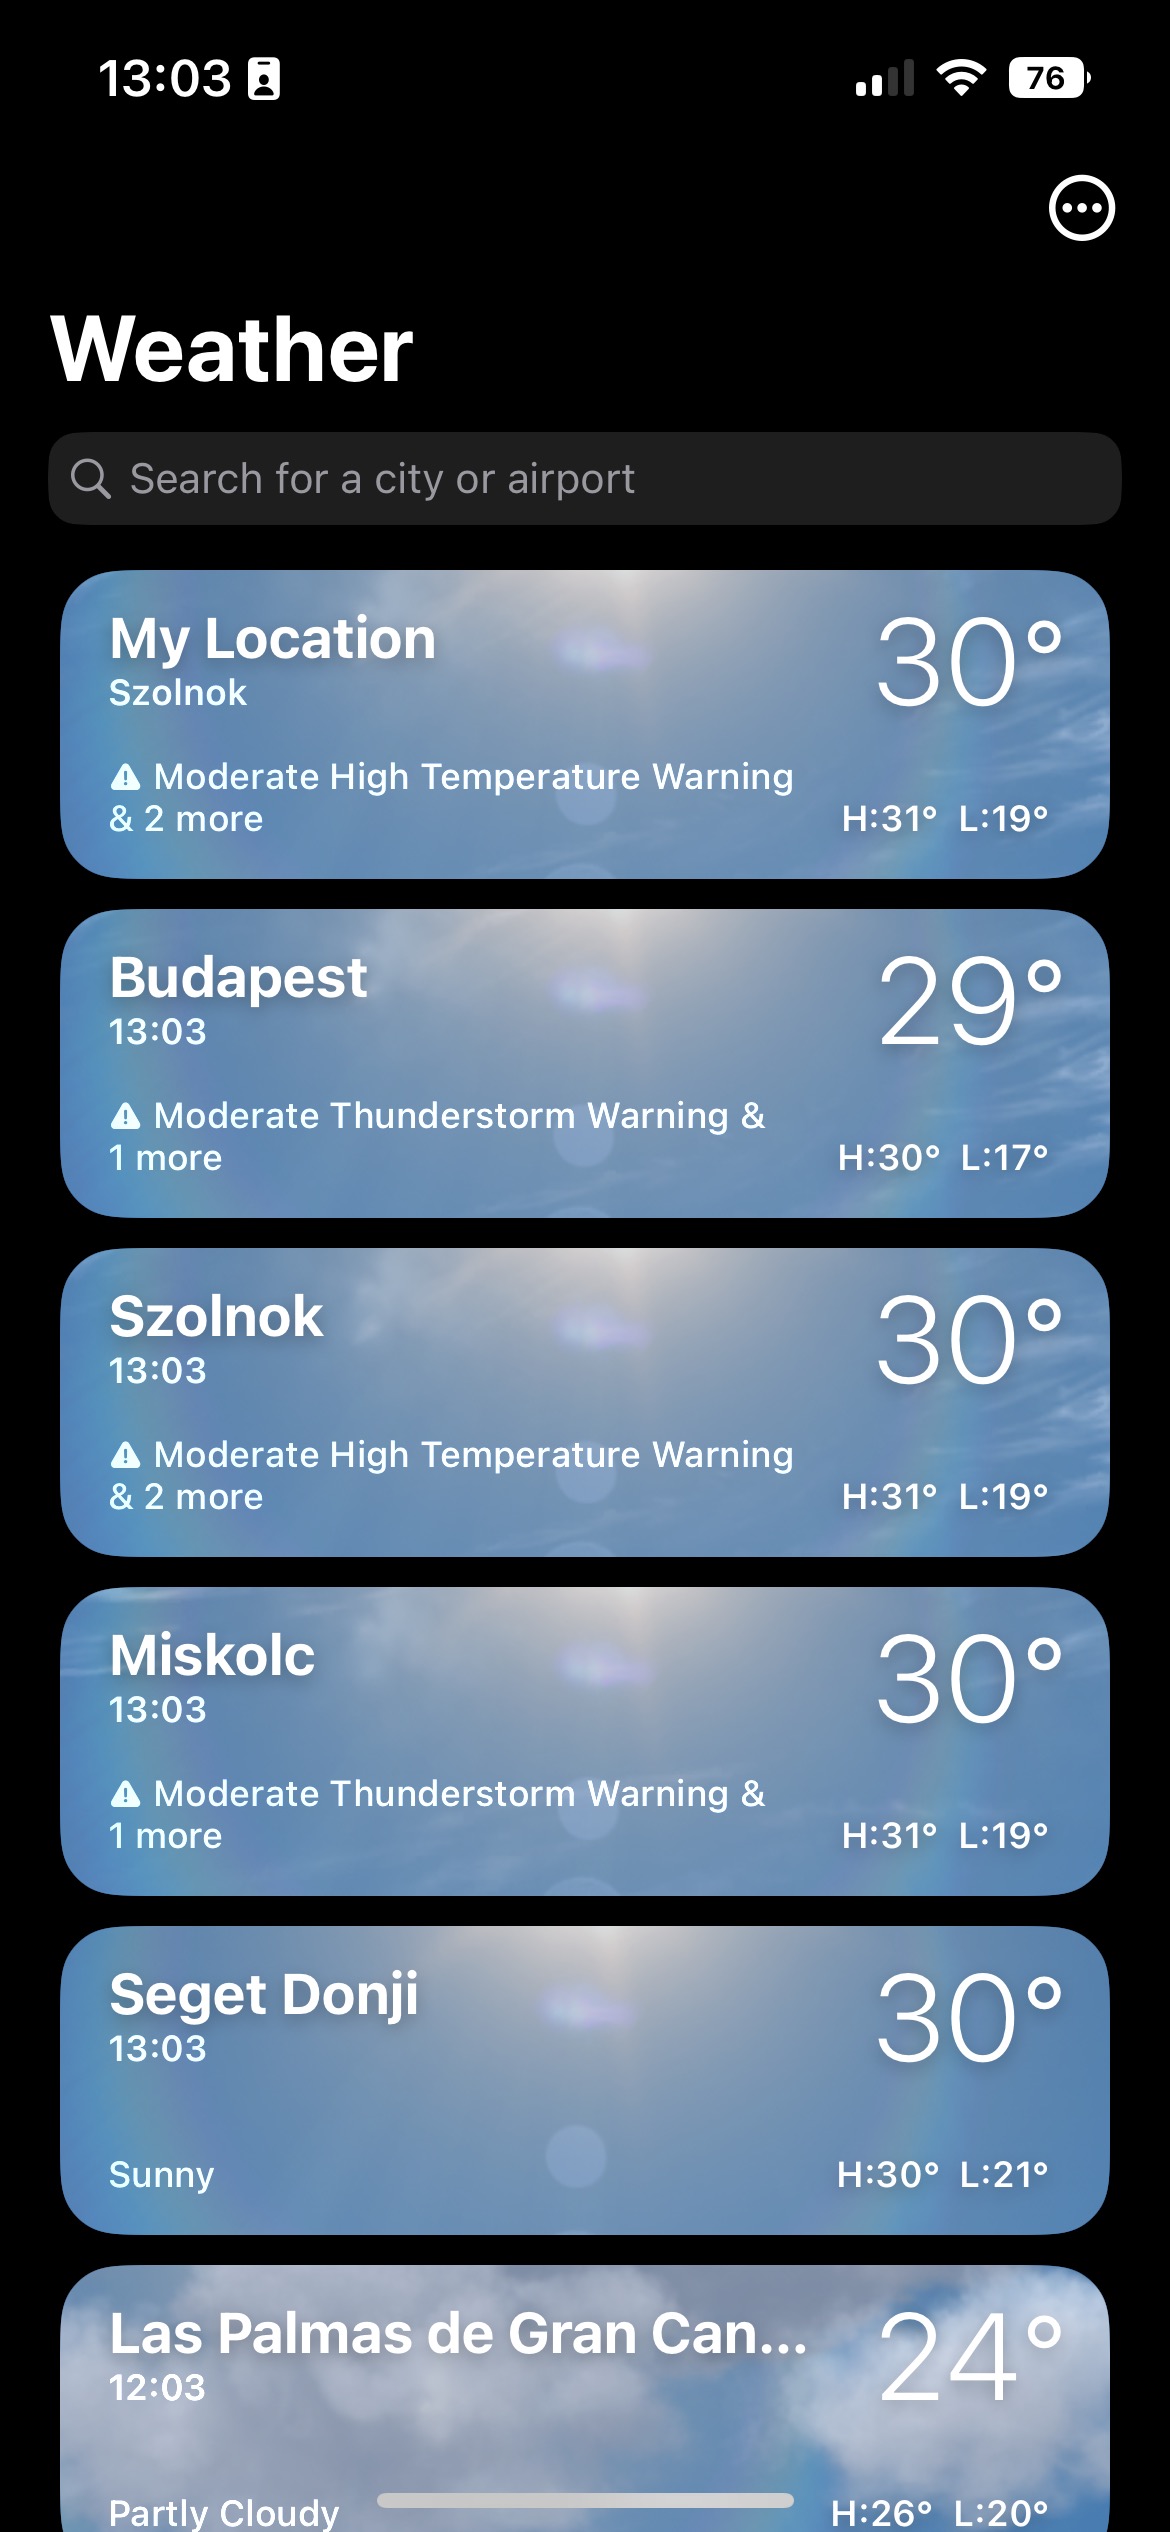 13:03
76
Weather
Search for a city or airport
My Location
30°
Szolnok
Moderate High Temperature Warning
& 2 more
H:31° L:19°
Budapest
29°
13:03
Moderate Thunderstorm Warning &
1 more
H:30° L:17°
Szolnok
30°
13:03
Moderate High Temperature Warning
& 2 more
H:31° L:19°
Miskolc
30°
13:03
Moderate Thunderstorm Warning &
1 more
H:31° L:19°
Seget Donji
30°
13:03
Sunny
H:30° L:21°
Las Palmas de Gran Can...
24°
12:03
Partly Cloudy
H:26° L:20°